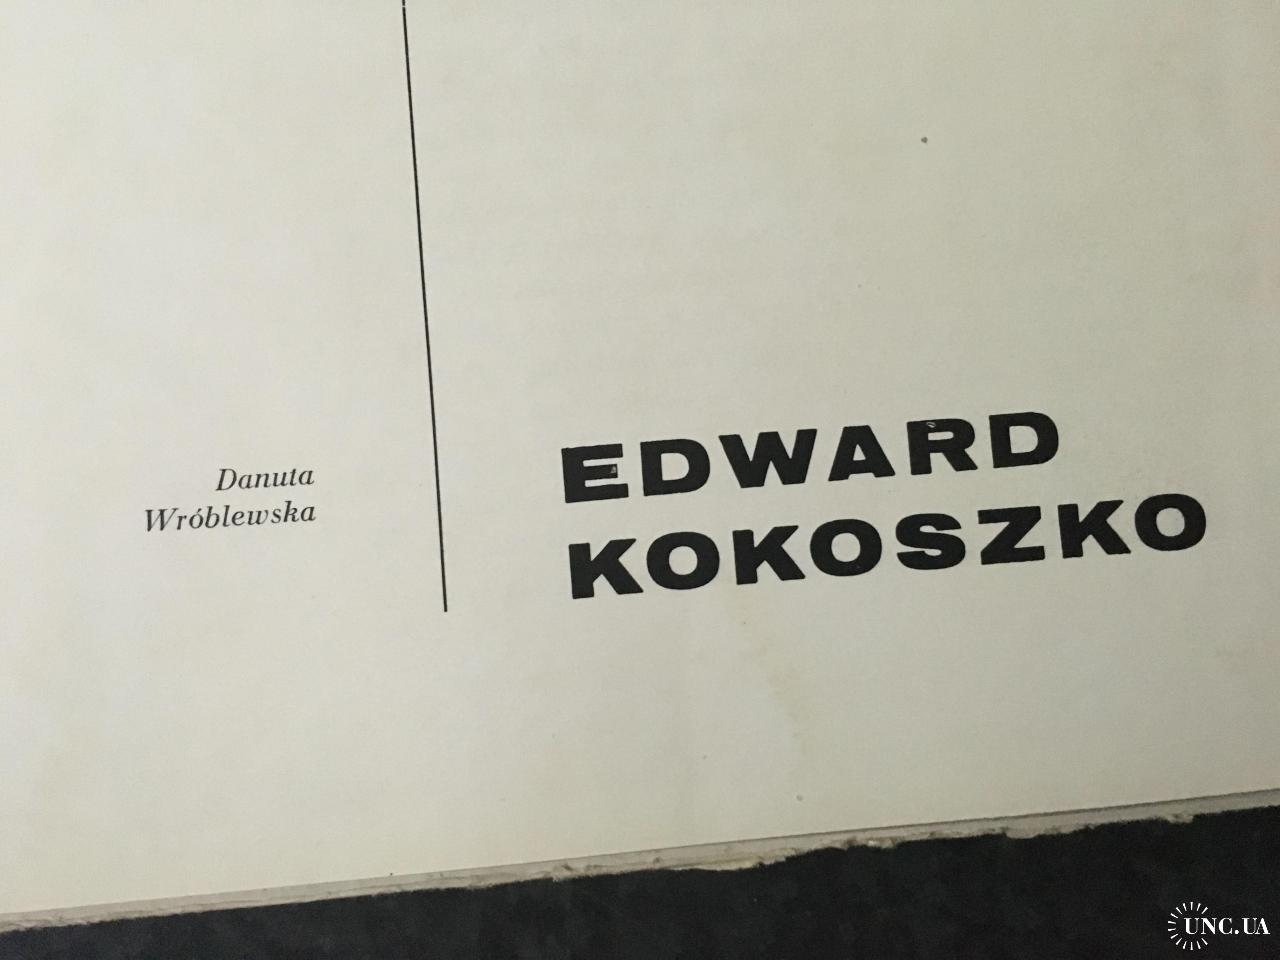 Danuta
Wróblewska
EDWARD
KOKOSZKO
UNC.UA